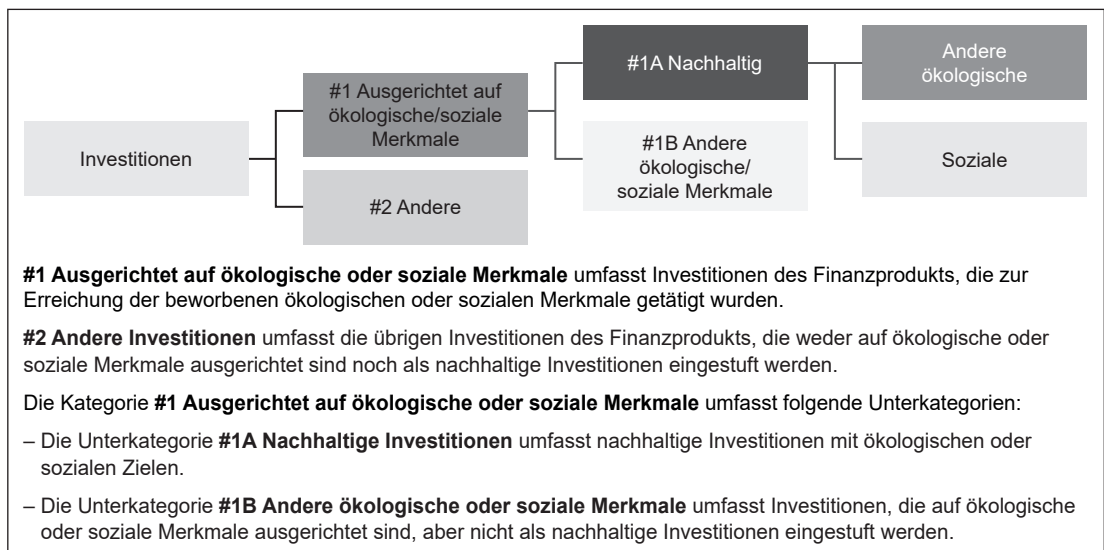 Investitionen
#1 Ausgerichtet auf
ökologische/soziale
Merkmale
#2 Andere
#1A Nachhaltig
#1B Andere
ökologische/
soziale Merkmale
Andere
ökologische
Soziale
#1 Ausgerichtet auf ökologische oder soziale Merkmale umfasst Investitionen des Finanzprodukts, die zur
Erreichung der beworbenen ökologischen oder sozialen Merkmale getätigt wurden.
#2 Andere Investitionen umfasst die übrigen Investitionen des Finanzprodukts, die weder auf ökologische oder
soziale Merkmale ausgerichtet sind noch als nachhaltige Investitionen eingestuft werden.
Die Kategorie #1 Ausgerichtet auf ökologische oder soziale Merkmale umfasst folgende Unterkategorien:
– Die Unterkategorie #1A Nachhaltige Investitionen umfasst nachhaltige Investitionen mit ökologischen oder
sozialen Zielen.
– Die Unterkategorie #1B Andere ökologische oder soziale Merkmale umfasst Investitionen, die auf ökologische
oder soziale Merkmale ausgerichtet sind, aber nicht als nachhaltige Investitionen eingestuft werden.